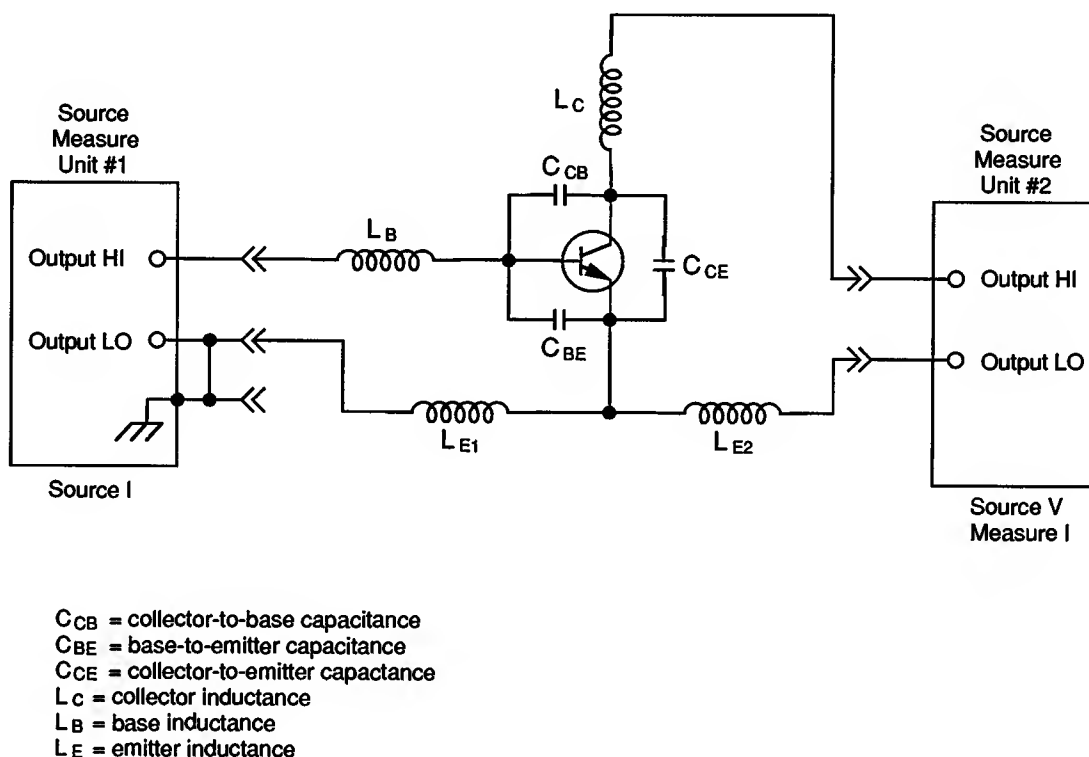 Source
Measure
Unit #1
Output HI
Output LO
Source I
L B
L C
C CB
C CE
C BE
L E1
L E2
Source
Measure
Unit #2
Output HI
Output LO
Source V
Measure I
C CB = collector-to-base capacitance
C BE = base-to-emitter capacitance
C CE = collector-to-emitter capactance
L C = collector inductance
L B = base inductance
L E = emitter inductance